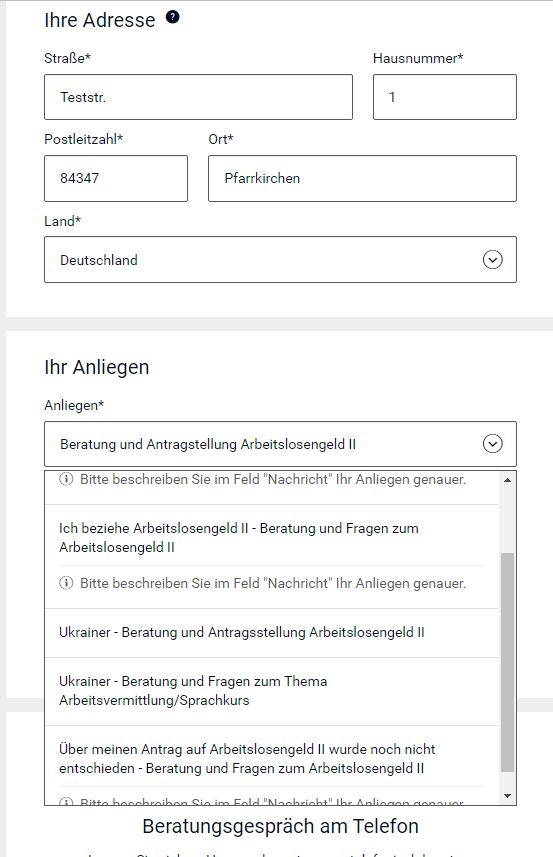 Ihre Adresse ?
Straße*
Hausnummer*
Teststr.
1
Postleitzahl*
Ort*
84347
Pfarrkirchen
Land*
Deutschland
Ihr Anliegen
Anliegen*
Beratung und Antragstellung Arbeitslosengeld II
Bitte beschreiben Sie im Feld "Nachricht" Ihr Anliegen genauer.
Ich beziehe Arbeitslosengeld II - Beratung und Fragen zum
Arbeitslosengeld II
Bitte beschreiben Sie im Feld "Nachricht" Ihr Anliegen genauer.
Ukrainer - Beratung und Antragsstellung Arbeitslosengeld II
Ukrainer - Beratung und Fragen zum Thema
Arbeitsvermittlung/Sprachkurs
Über meinen Antrag auf Arbeitslosengeld II wurde noch nicht
entschieden - Beratung und Fragen zum Arbeitslosengeld II
Bitte beschreiben Sie im Feld "Nachricht" Ihr Anliegen genauer.
Beratungsgespräch am Telefon